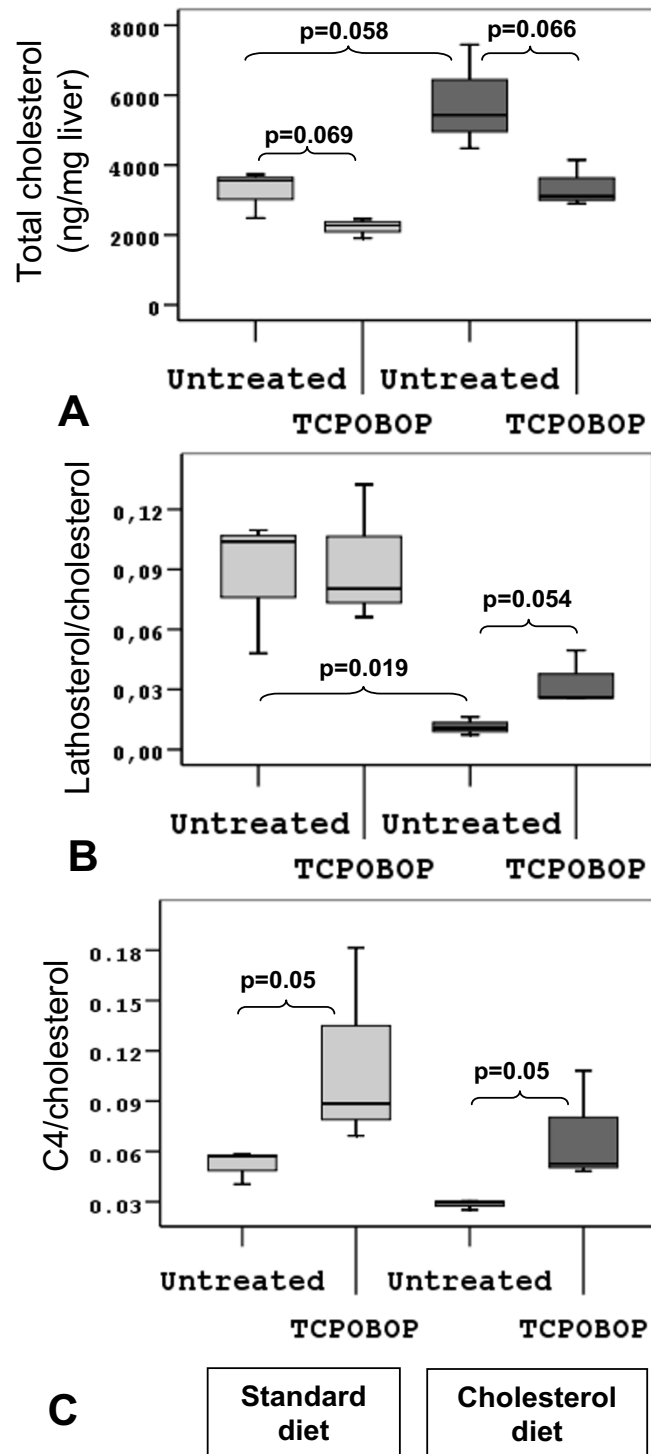 Total cholesterol
(ng/mg liver)
8000
6000
4000
2000
0
p=0.058
p=0.066
p=0.069
Untreated
Untreated
TCPOBOP
TCPOBOP
A
Lathosterol/cholesterol
0,12
0,09
0,06
0,03
0,00
p=0.054
p=0.019
Untreated
Untreated
TCPOBOP
TCPOBOP
B
C4/cholesterol
0.18
0.15
0.12
0.09
0.06
0.03
p=0.05
p=0.05
Untreated
Untreated
TCPOBOP
TCPOBOP
C
Standard
diet
Cholesterol
diet